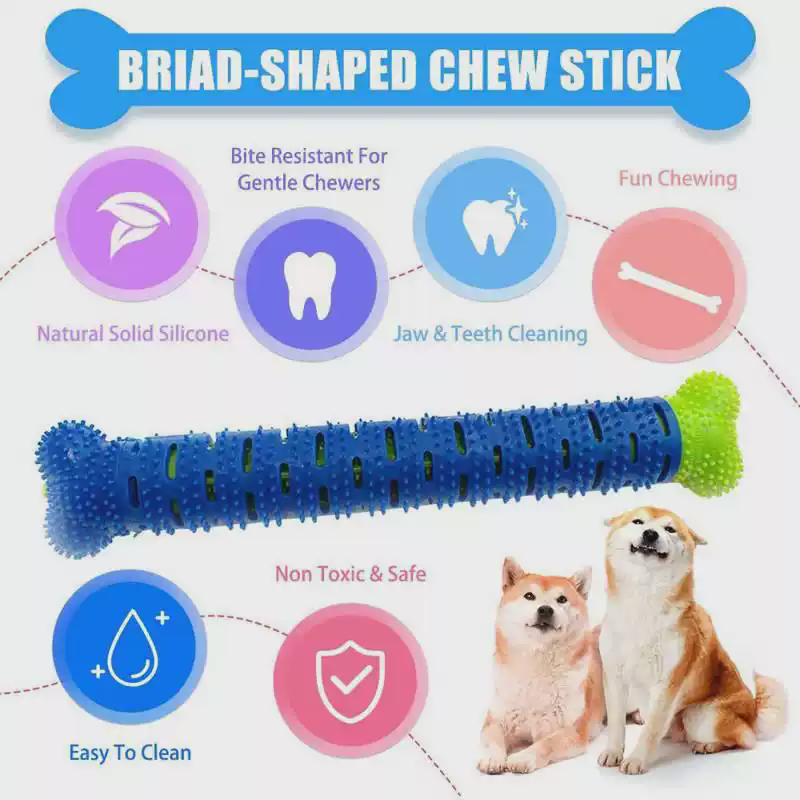 BRIAD-SHAPED CHEW STICK
Bite Resistant For
Gentle Chewers
Fun Chewing
Natural Solid Silicone
Jaw & Teeth Cleaning
Non Toxic & Safe
Easy To Clean